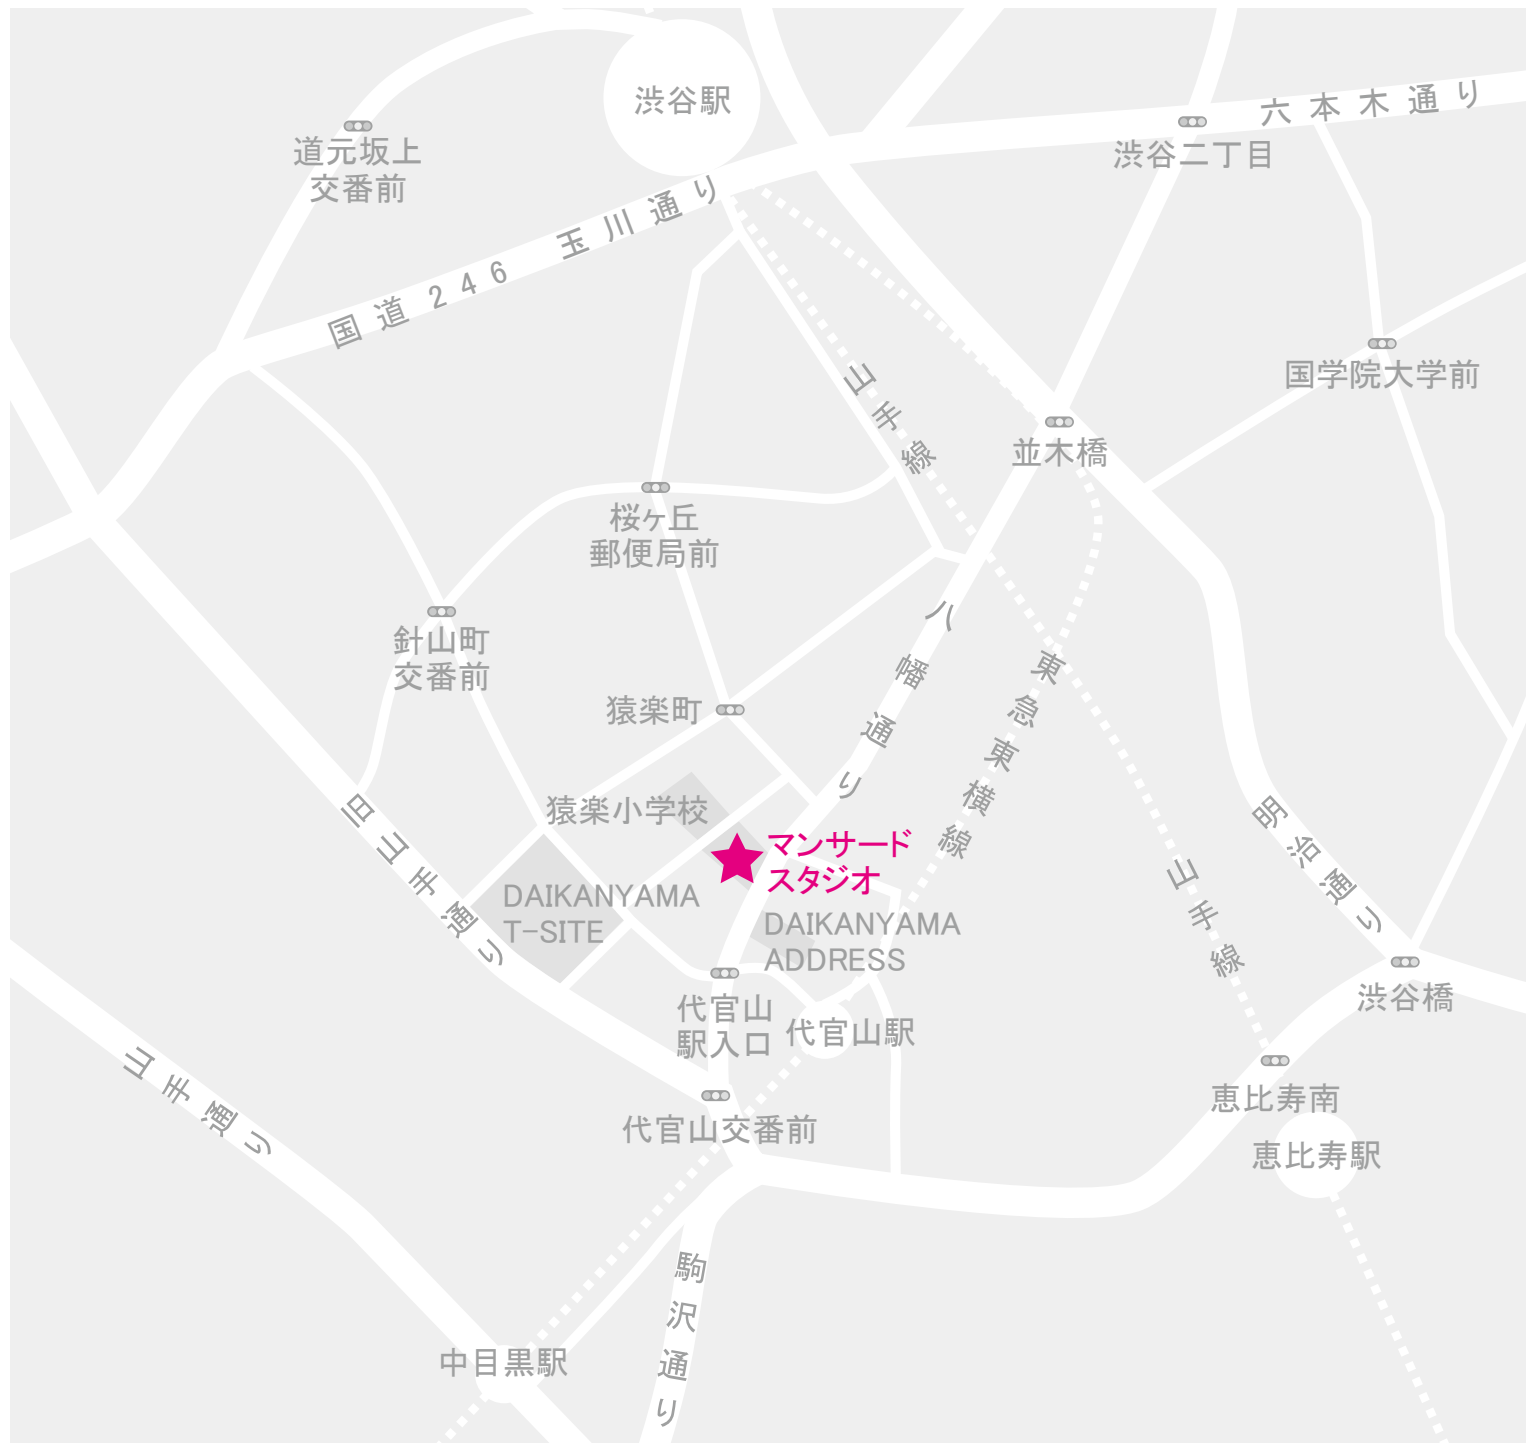 渋谷駅
六本木通り
道元坂上
交番前
渋谷二丁目
国道246 玉川通り
山手線
国学院大学前
並木橋
桜ヶ丘
郵便局前
八幡通り
針山町
交番前
東急東横線
猿楽町
猿楽小学校
旧山手通り
マンサード
スタジオ
明治通り
DAIKANYAMA
T-SITE
DAIKANYAMA
ADDRESS
山手線
渋谷橋
代官山
駅入口
代官山駅
山手通り
恵比寿南
代官山交番前
恵比寿駅
駒沢通り
中目黒駅